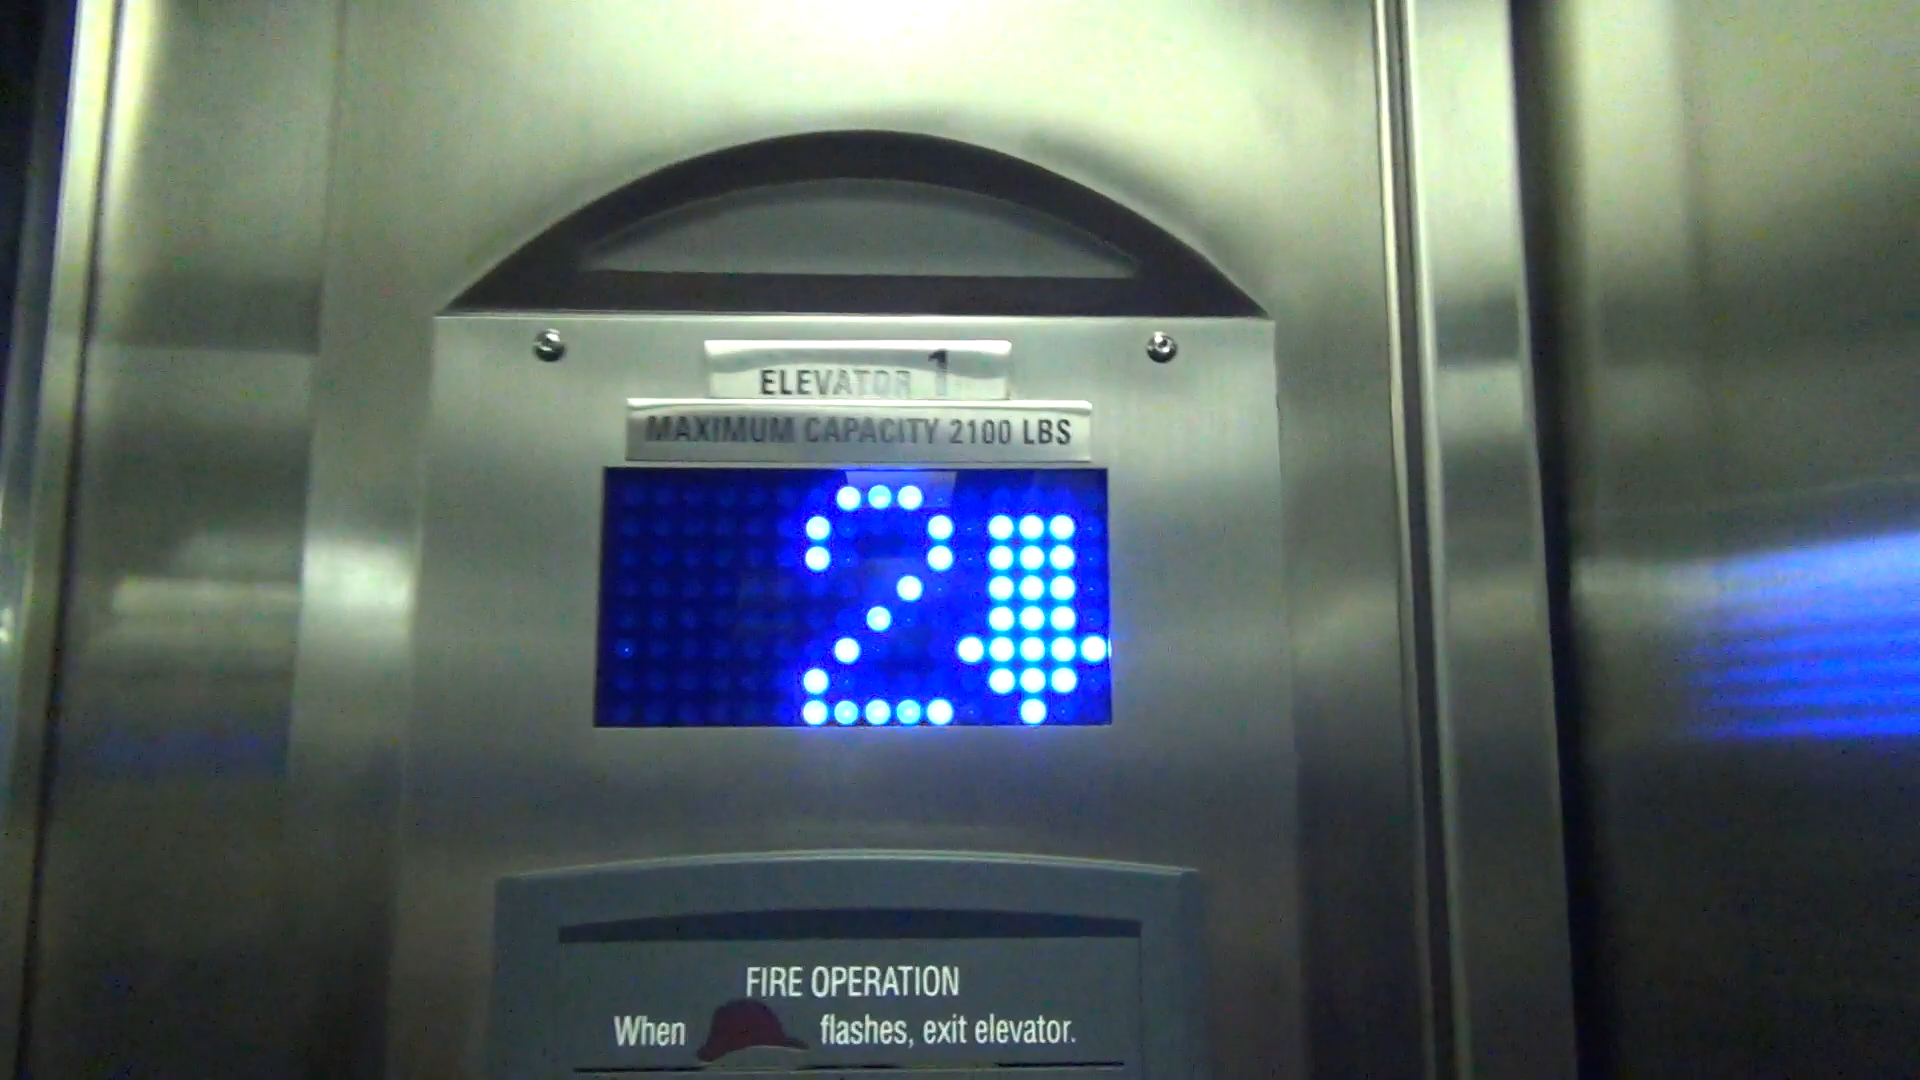 ELEVATOR 1
MAXIMUM CAPACITY 2100 LBS
2
FIRE OPERATION
When flashes, exit elevator.